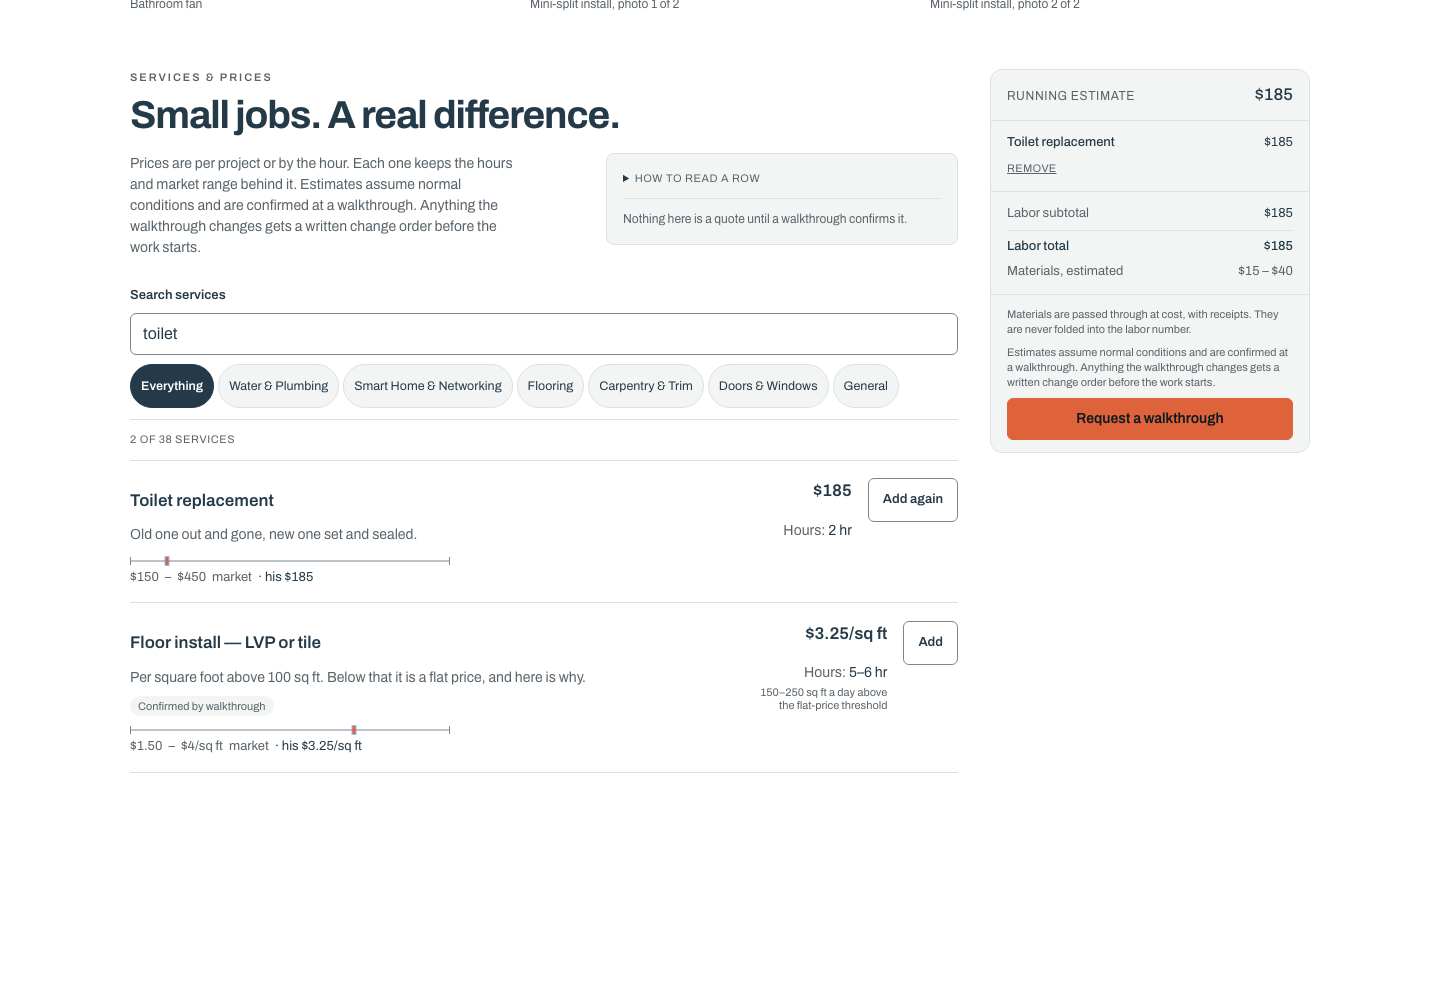 Bathroom fan
Mini-split install, photo 1 of 2
Mini-split install, photo 2 of 2
SERVICES & PRICES
Small jobs. A real difference.
Prices are per project or by the hour. Each one keeps the hours
and market range behind it. Estimates assume normal
conditions and are confirmed at a walkthrough. Anything the
walkthrough changes gets a written change order before the
work starts.
HOW TO READ A ROW
Nothing here is a quote until a walkthrough confirms it.
Search services
toilet
Everything
Water & Plumbing
Smart Home & Networking
Flooring
Carpentry & Trim
Doors & Windows
General
2 OF 38 SERVICES
Toilet replacement
$185
Add again
Old one out and gone, new one set and sealed.
Hours: 2 hr
$150 – $450 market · his $185
Floor install — LVP or tile
$3.25/sq ft
Add
Per square foot above 100 sq ft. Below that it is a flat price, and here is why.
Hours: 5–6 hr
150–250 sq ft a day above
the flat-price threshold
Confirmed by walkthrough
$1.50 – $4/sq ft market · his $3.25/sq ft
RUNNING ESTIMATE $185
Toilet replacement $185
REMOVE
Labor subtotal $185
Labor total $185
Materials, estimated $15 – $40
Materials are passed through at cost, with receipts. They
are never folded into the labor number.
Estimates assume normal conditions and are confirmed at
a walkthrough. Anything the walkthrough changes gets a
written change order before the work starts.
Request a walkthrough